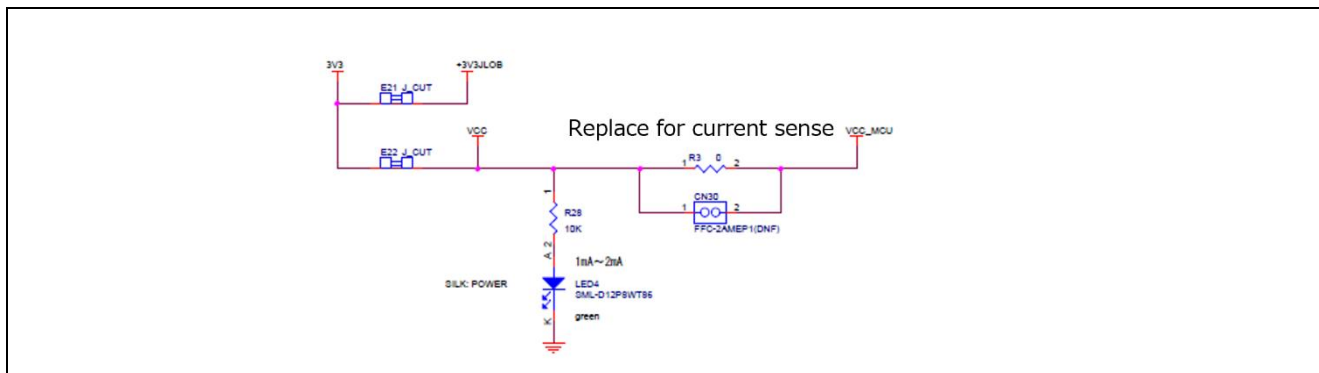 3V3
+3V3JLOB
E21 J_CUT
VCC
Replace for current sense
VCC_MCU
E22 J_CUT
R3 0
1 2
CN30
1 2
FFC-2AMEP1(DNF)
1
R28
10K
2
A
1mA~2mA
SILK: POWER
LED4
SML-D12P8WT86
K
green